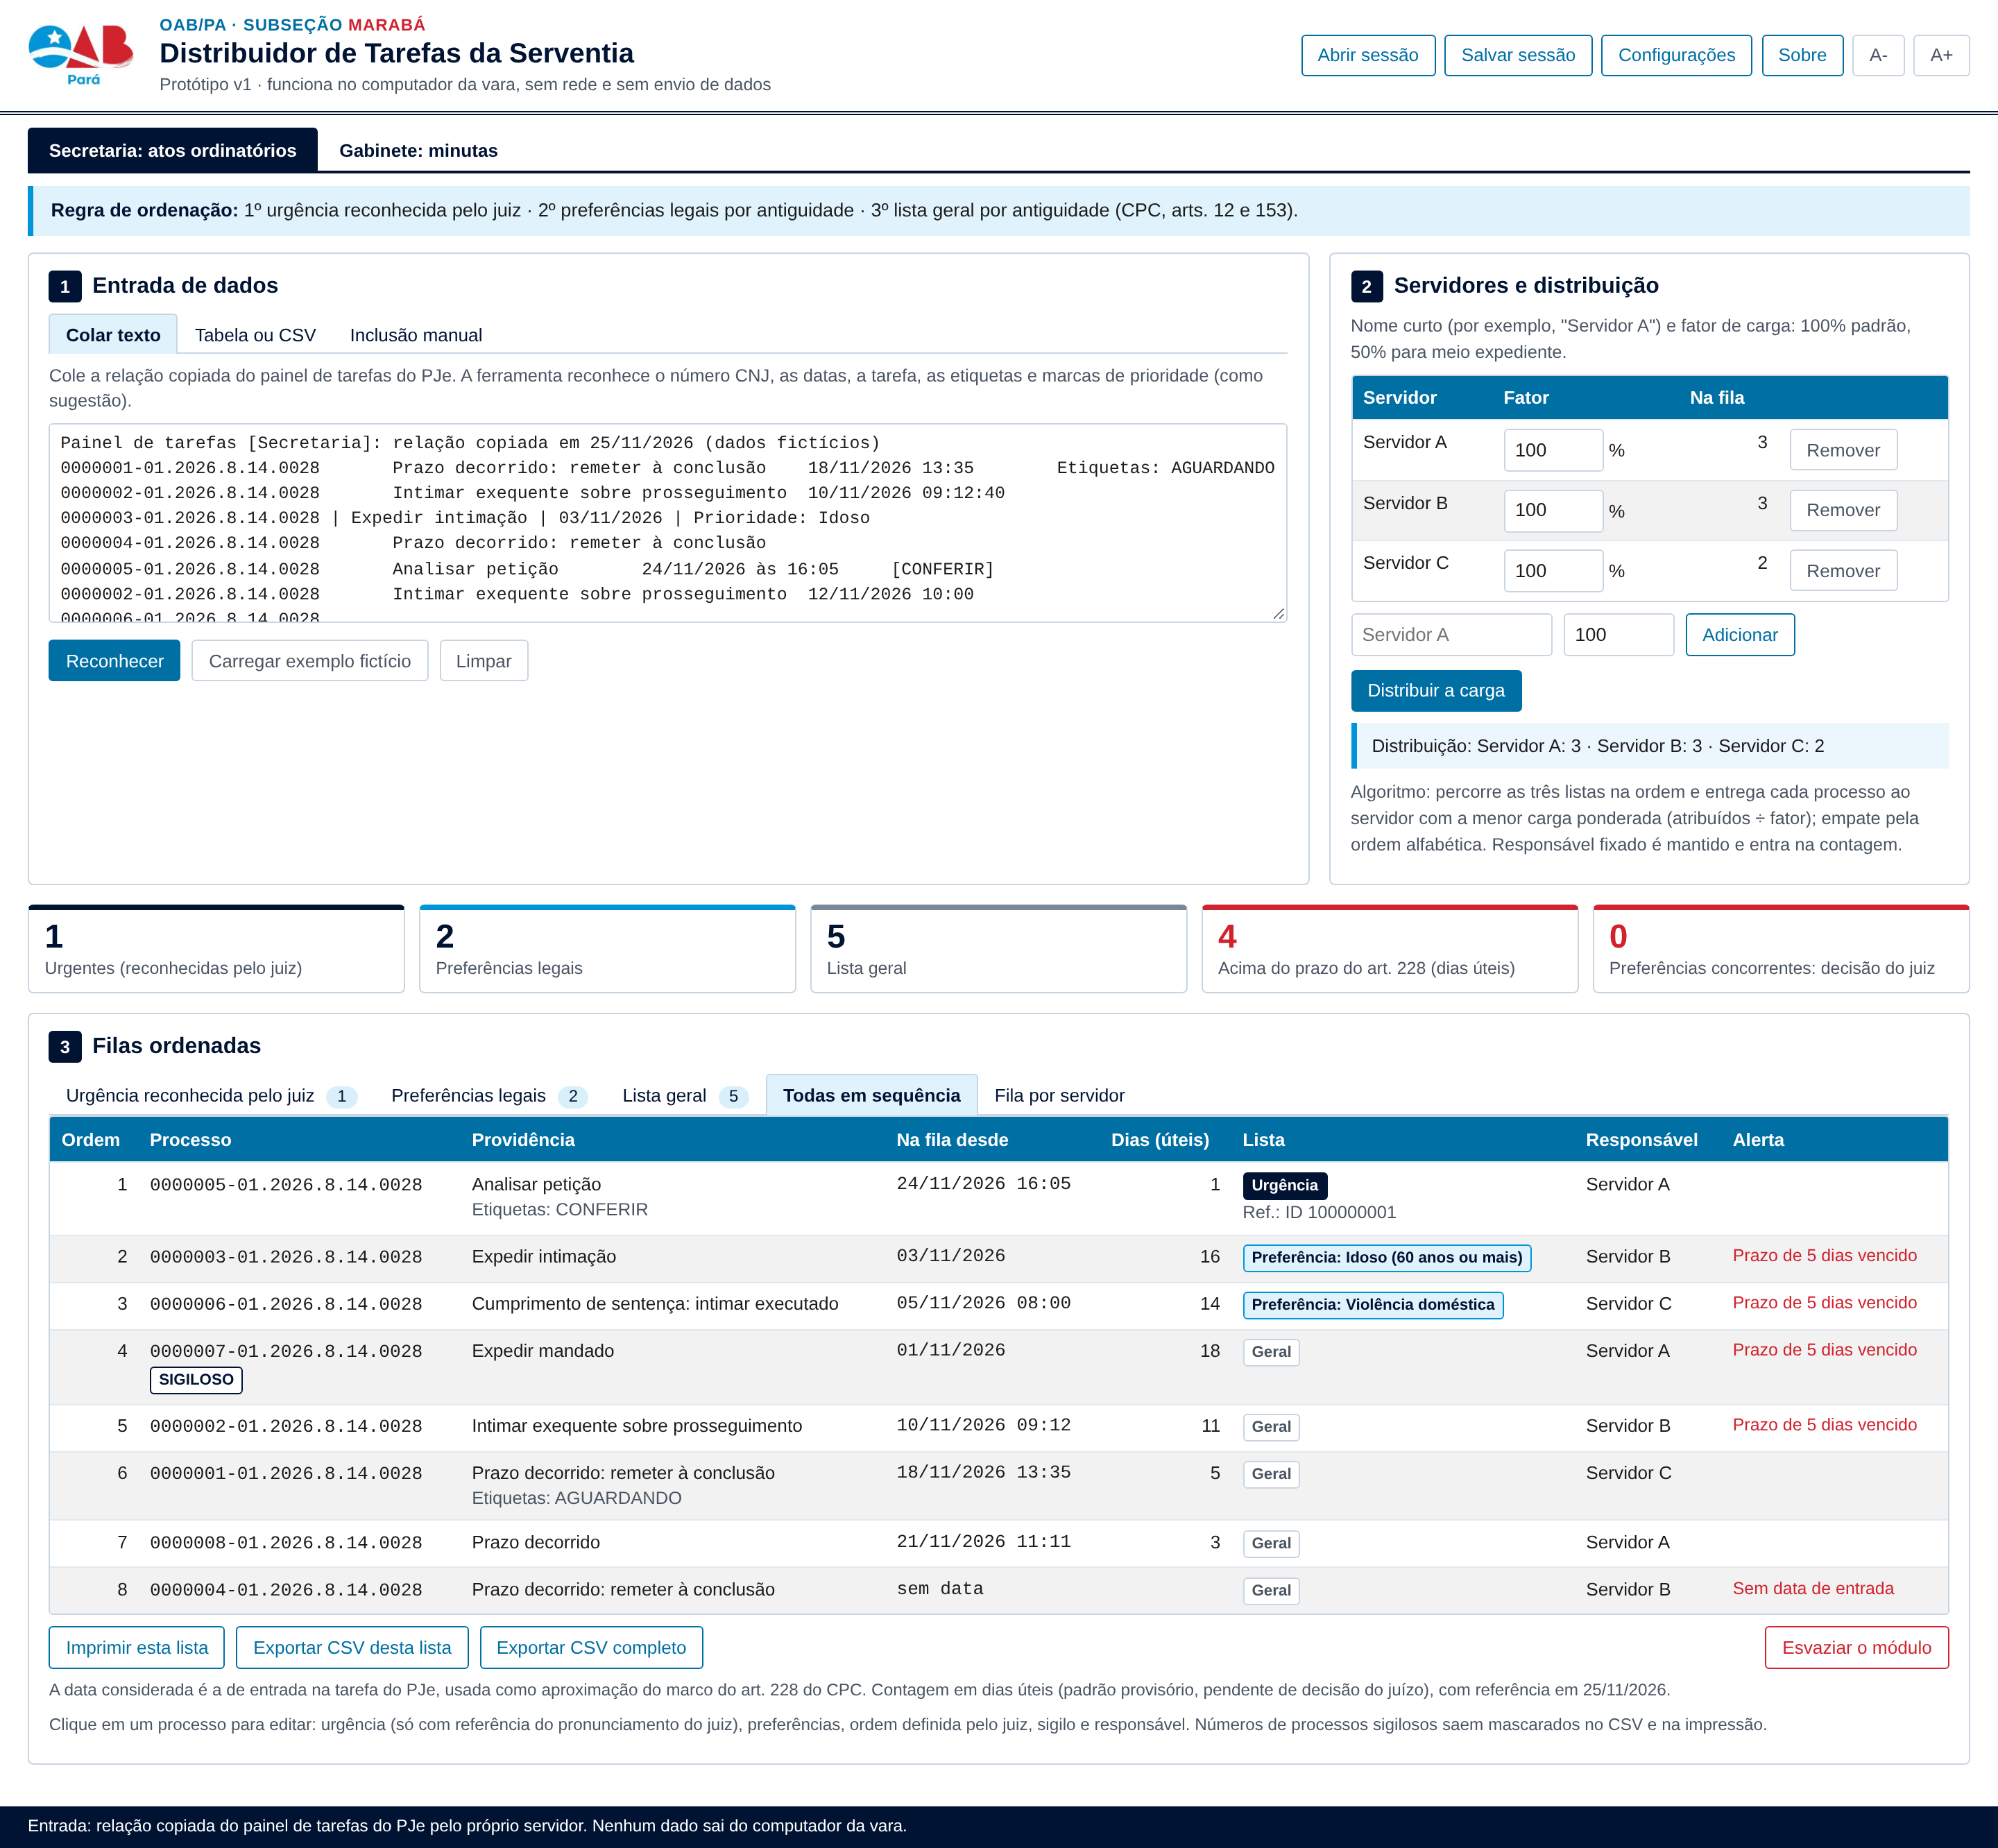 OAB
Pará
OAB/PA · SUBSEÇÃO MARABÁ
Distribuidor de Tarefas da Serventia
Protótipo v1 · funciona no computador da vara, sem rede e sem envio de dados
Abrir sessão
Salvar sessão
Configurações
Sobre
A-
A+
Secretaria: atos ordinatórios
Gabinete: minutas
Regra de ordenação: 1º urgência reconhecida pelo juiz · 2º preferências legais por antiguidade · 3º lista geral por antiguidade (CPC, arts. 12 e 153).
1 Entrada de dados
Colar texto
Tabela ou CSV
Inclusão manual
Cole a relação copiada do painel de tarefas do PJe. A ferramenta reconhece o número CNJ, as datas, a tarefa, as etiquetas e marcas de prioridade (como
sugestão).
Painel de tarefas [Secretaria]: relação copiada em 25/11/2026 (dados fictícios)
0000001-01.2026.8.14.0028 Prazo decorrido: remeter à conclusão 18/11/2026 13:35 Etiquetas: AGUARDANDO
0000002-01.2026.8.14.0028 Intimar exequente sobre prosseguimento 10/11/2026 09:12:40
0000003-01.2026.8.14.0028 | Expedir intimação | 03/11/2026 | Prioridade: Idoso
0000004-01.2026.8.14.0028 Prazo decorrido: remeter à conclusão
0000005-01.2026.8.14.0028 Analisar petição 24/11/2026 às 16:05 [CONFERIR]
0000002-01.2026.8.14.0028 Intimar exequente sobre prosseguimento 12/11/2026 10:00
0000006-01.2026.8.14.0028
Reconhecer
Carregar exemplo fictício
Limpar
2 Servidores e distribuição
Nome curto (por exemplo, "Servidor A") e fator de carga: 100% padrão,
50% para meio expediente.
Servidor Fator Na fila
Servidor A 100 % 3 Remover
Servidor B 100 % 3 Remover
Servidor C 100 % 2 Remover
Servidor A 100 Adicionar
Distribuir a carga
Distribuição: Servidor A: 3 · Servidor B: 3 · Servidor C: 2
Algoritmo: percorre as três listas na ordem e entrega cada processo ao
servidor com a menor carga ponderada (atribuídos ÷ fator); empate pela
ordem alfabética. Responsável fixado é mantido e entra na contagem.
1
Urgentes (reconhecidas pelo juiz)
2
Preferências legais
5
Lista geral
4
Acima do prazo do art. 228 (dias úteis)
0
Preferências concorrentes: decisão do juiz
3 Filas ordenadas
Urgência reconhecida pelo juiz 1
Preferências legais 2
Lista geral 5
Todas em sequência
Fila por servidor
Ordem Processo Providência Na fila desde Dias (úteis) Lista Responsável Alerta
1 0000005-01.2026.8.14.0028 Analisar petição 24/11/2026 16:05 1 Urgência Servidor A
Etiquetas: CONFERIR Ref.: ID 100000001
2 0000003-01.2026.8.14.0028 Expedir intimação 03/11/2026 16 Preferência: Idoso (60 anos ou mais) Servidor B Prazo de 5 dias vencido
3 0000006-01.2026.8.14.0028 Cumprimento de sentença: intimar executado 05/11/2026 08:00 14 Preferência: Violência doméstica Servidor C Prazo de 5 dias vencido
4 0000007-01.2026.8.14.0028 Expedir mandado 01/11/2026 18 Geral Servidor A Prazo de 5 dias vencido
SIGILOSO
5 0000002-01.2026.8.14.0028 Intimar exequente sobre prosseguimento 10/11/2026 09:12 11 Geral Servidor B Prazo de 5 dias vencido
6 0000001-01.2026.8.14.0028 Prazo decorrido: remeter à conclusão 18/11/2026 13:35 5 Geral Servidor C
Etiquetas: AGUARDANDO
7 0000008-01.2026.8.14.0028 Prazo decorrido 21/11/2026 11:11 3 Geral Servidor A
8 0000004-01.2026.8.14.0028 Prazo decorrido: remeter à conclusão sem data Geral Servidor B Sem data de entrada
Imprimir esta lista
Exportar CSV desta lista
Exportar CSV completo
Esvaziar o módulo
A data considerada é a de entrada na tarefa do PJe, usada como aproximação do marco do art. 228 do CPC. Contagem em dias úteis (padrão provisório, pendente de decisão do juízo), com referência em 25/11/2026.
Clique em um processo para editar: urgência (só com referência do pronunciamento do juiz), preferências, ordem definida pelo juiz, sigilo e responsável. Números de processos sigilosos saem mascarados no CSV e na impressão.
Entrada: relação copiada do painel de tarefas do PJe pelo próprio servidor. Nenhum dado sai do computador da vara.